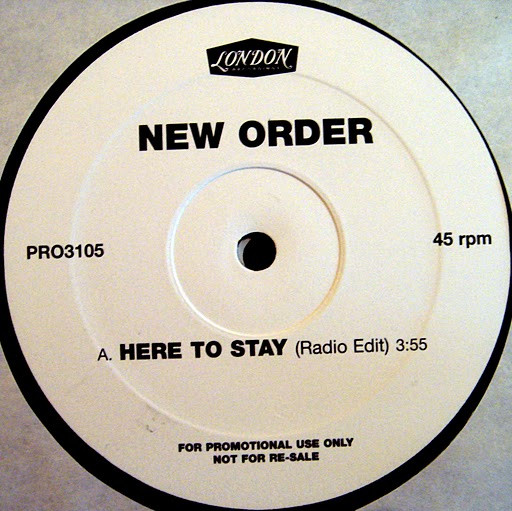 LONDON
NEW ORDER
PRO3105
45 rpm
A. HERE TO STAY (Radio Edit) 3:55
FOR PROMOTIONAL USE ONLY
NOT FOR RE-SALE